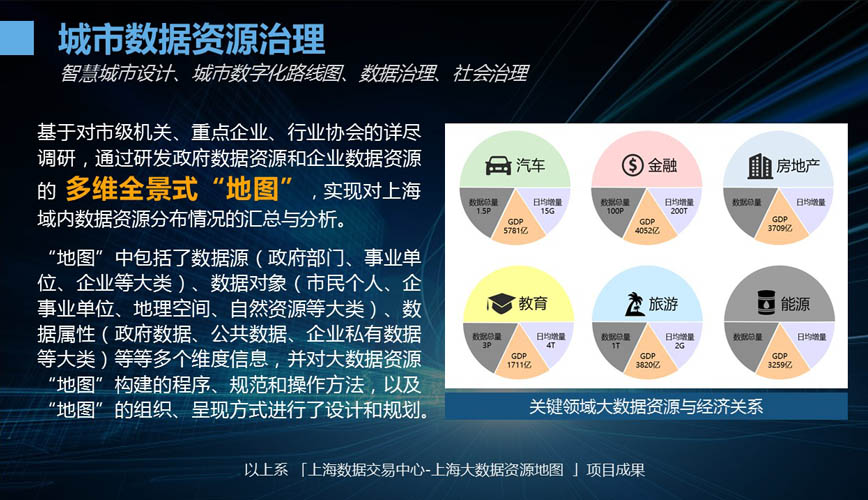 城市数据资源治理
智慧城市设计、城市数字化路线图、数据治理、社会治理
基于对市级机关、重点企业、行业协会的详尽
调研，通过研发政府数据资源和企业数据资源
的 多维全景式“地图” ，实现对上海
域内数据资源分布情况的汇总与分析。
“地图”中包括了数据源（政府部门、事业单
位、企业等大类）、数据对象（市民个人、企
事业单位、地理空间、自然资源等大类）、数
据属性（政府数据、公共数据、企业私有数据
等大类）等等多个维度信息，并对大数据资源
“地图”构建的程序、规范和操作方法，以及
“地图”的组织、呈现方式进行了设计和规划。
汽车
数据总量
1.5P
GDP
5781亿
日均增量
15G
金融
数据总量
100P
GDP
4052亿
日均增量
200T
房地产
数据总量
GDP
3709亿
日均增量
教育
数据总量
3P
GDP
1711亿
日均增量
4T
旅游
数据总量
1T
GDP
3820亿
日均增量
2G
能源
数据总量
GDP
3259亿
日均增量
关键领域大数据资源与经济关系
以上系 「上海数据交易中心-上海大数据资源地图 」项目成果